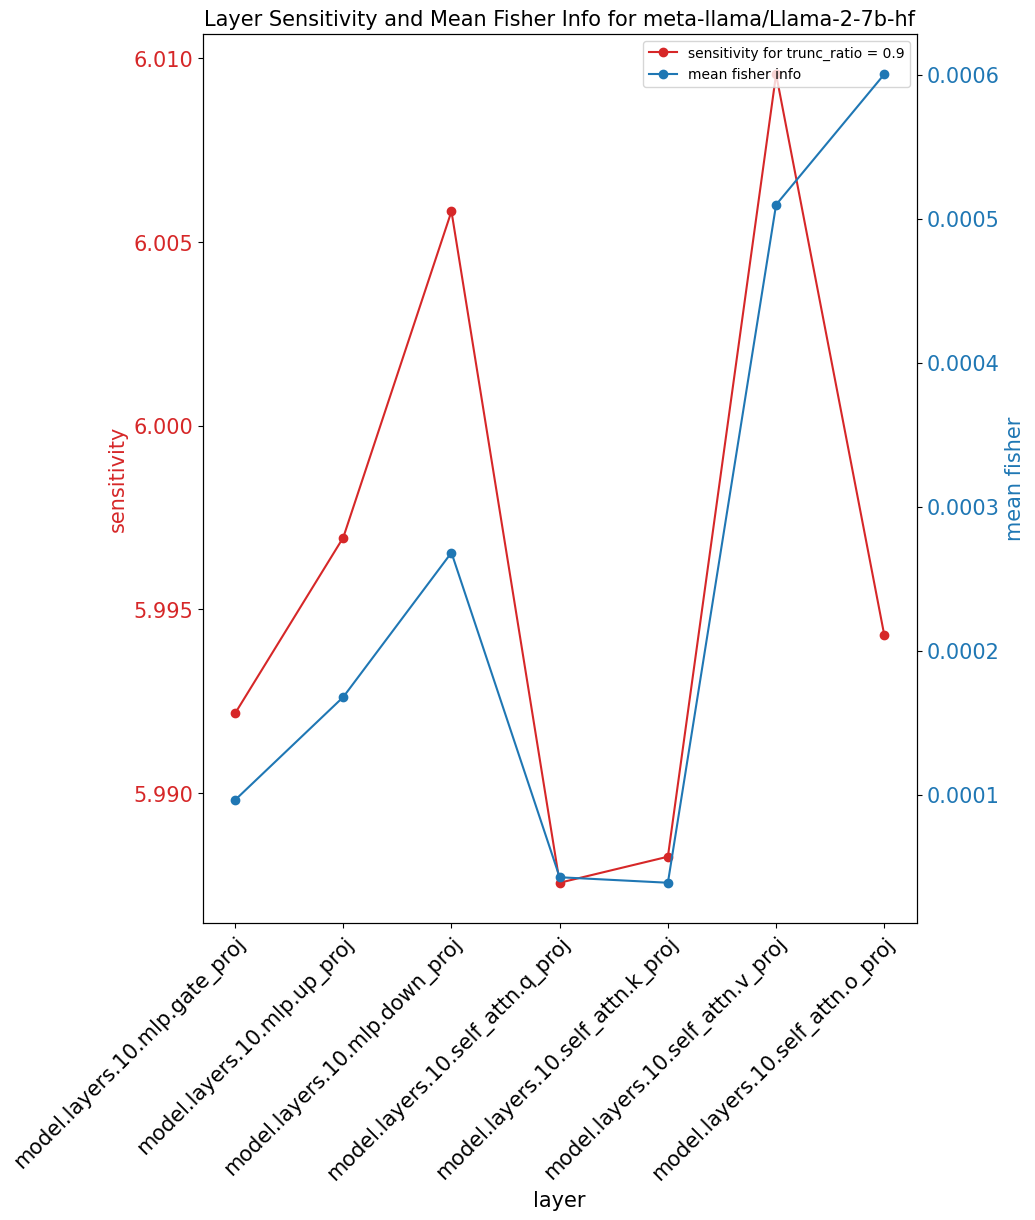 Layer Sensitivity and Mean Fisher Info for meta-llama/Llama-2-7b-hf
sensitivity for trunc_ratio = 0.9
mean fisher info
6.010
6.005
6.000
5.995
5.990
sensitivity
0.0006
0.0005
0.0004
0.0003
0.0002
0.0001
mean fisher
model.layers.10.mlp.gate_proj
model.layers.10.mlp.up_proj
model.layers.10.mlp.down_proj
model.layers.10.self_attn.q_proj
model.layers.10.self_attn.k_proj
model.layers.10.self_attn.v_proj
model.layers.10.self_attn.o_proj
layer